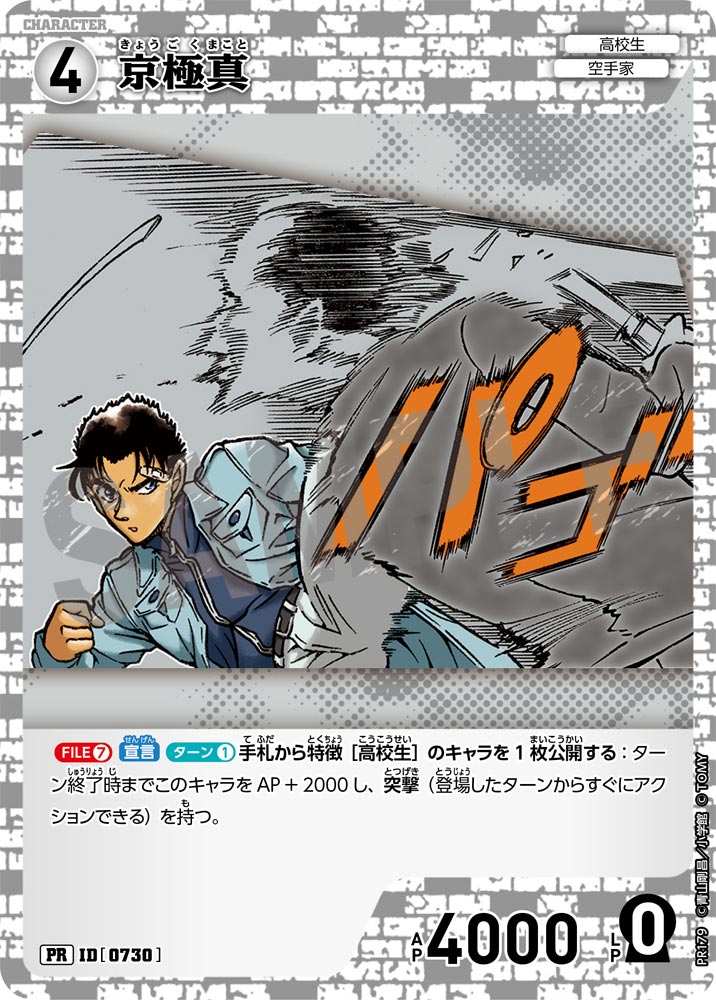 CHARACTER
4
きょうごくまこと
京極真
高校生
空手家
パァ
SAMPLE
FILE 7 宣言 ターン 1 手札から特徴［高校生］のキャラを1枚公開する：ター
ン終了時までこのキャラをAP＋2000し、突撃（登場したターンからすぐにアク
ションできる）を持つ。
AP 4000
LP 0
PR ID［0730］
PR179 ©青山剛昌／小学館 ©TOMY